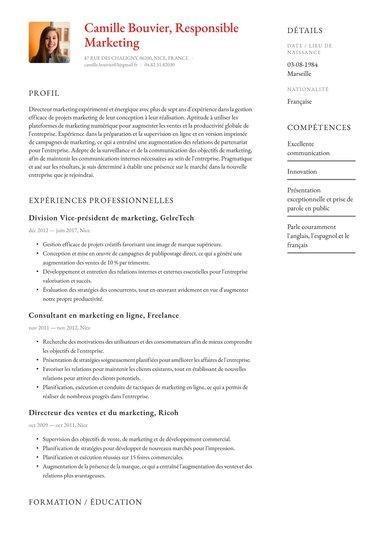 Camille Bouvier, Responsible
Marketing
47 RUE DES CHALIGNY, 06200, NICE, FRANCE
camille.bouvier@gmail.fr · 04.82.51.82030
PROFIL
Directeur marketing expérimenté et énergique avec plus de sept ans d'expérience dans la gestion
efficace de projets marketing de leur conception à leur réalisation. Aptitude à utiliser les
plateformes de marketing numérique pour augmenter les ventes et la productivité globale de
l'entreprise. Expérience dans la préparation et la supervision en ligne et en version imprimée
de campagnes de marketing, ce qui a entraîné une augmentation des relations de partenariat
pour l'entreprise. Adepte de la surveillance et de la communication des objectifs de marketing,
afin de maintenir les communications internes nécessaires au sein de l'entreprise. Pragmatique
et axé sur les résultats, je suis déterminé à établir une présence sur le marché dans la nouvelle
entreprise que je rejoindrai.
EXPÉRIENCES PROFESSIONNELLES
Division Vice-président de marketing, GelreTech
déc 2012 — juin 2017, Nice
• Gestion efficace de projets créatifs favorisant une image de marque supérieure.
• Conception et mise en œuvre de campagnes de publipostage direct, ce qui a généré une
augmentation des ventes de 10 % par trimestre.
• Développement et entretien des relations internes et externes essentielles pour l'entreprise
valorisation et succès.
• Évaluation des stratégies des concurrents, tout en œuvrant avidement en vue d'augmenter
notre propre productivité.
Consultant en marketing en ligne, Freelance
nov 2011 — nov 2012, Nice
• Recherche des motivations des utilisateurs et des consommateurs afin de mieux comprendre
les objectifs de l'entreprise.
• Présentation de stratégies soigneusement planifiées pour améliorer les affaires de l'entreprise.
• Favoriser les relations pour maintenir les clients existants, tout en établissant de nouvelles
relations pour attirer des clients potentiels.
• Planification, exécution et conduite de tactiques de marketing en ligne, ce qui a permis de
réaliser de nombreux progrès dans l'entreprise.
Directeur des ventes et du marketing, Ricoh
oct 2009 — oct 2011, Nice
• Supervision des objectifs de vente, de marketing et de développement commercial.
• Planification de stratégies pour développer de nouveaux marchés pour l'impression.
• Planification et exécution réussies sur 15 foires commerciales.
• Augmentation de la présence de la marque, ce qui a entraîné l'augmentation des ventes et des
relations plus avantageuses.
FORMATION / ÉDUCATION
DÉTAILS
DATE / LIEU DE
NAISSANCE
03-08-1984
Marseille
NATIONALITÉ
Française
COMPÉTENCES
Excellente
communication
Innovation
Présentation
exceptionnelle et prise de
parole en public
Parle couramment
l'anglais, l'espagnol et le
français